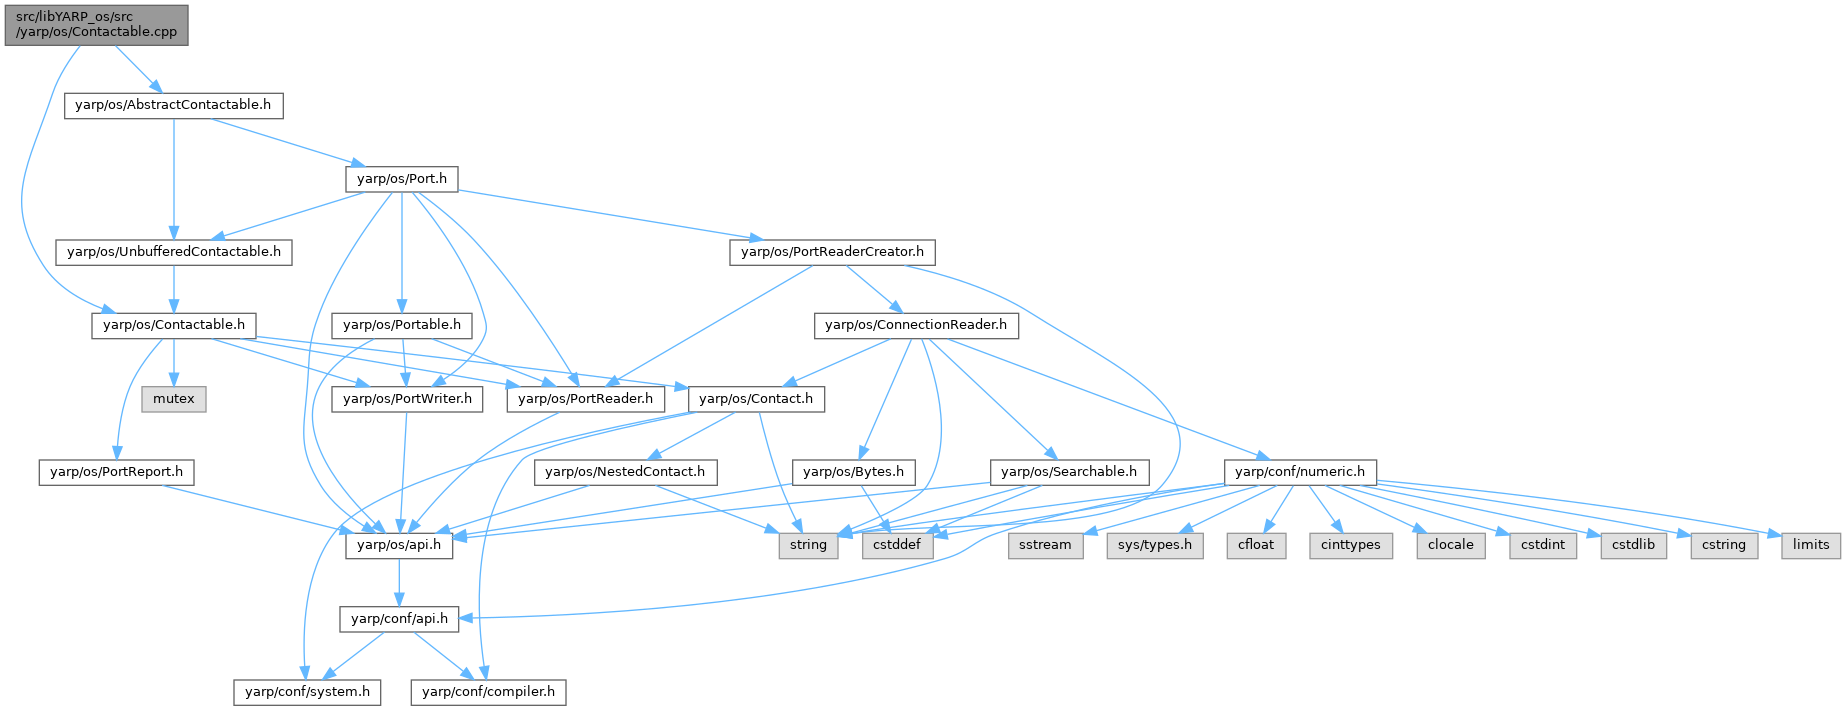 src/libYARP_os/src
/yarp/os/Contactable.cpp
yarp/os/AbstractContactable.h
yarp/os/Port.h
yarp/os/UnbufferedContactable.h
yarp/os/PortReaderCreator.h
yarp/os/Contactable.h
yarp/os/Portable.h
yarp/os/ConnectionReader.h
mutex
yarp/os/PortWriter.h
yarp/os/PortReader.h
yarp/os/Contact.h
yarp/os/PortReport.h
yarp/os/NestedContact.h
yarp/os/Bytes.h
yarp/os/Searchable.h
yarp/conf/numeric.h
yarp/os/api.h
string
cstddef
sstream
sys/types.h
cfloat
cinttypes
clocale
cstdint
cstdlib
cstring
limits
yarp/conf/api.h
yarp/conf/system.h
yarp/conf/compiler.h